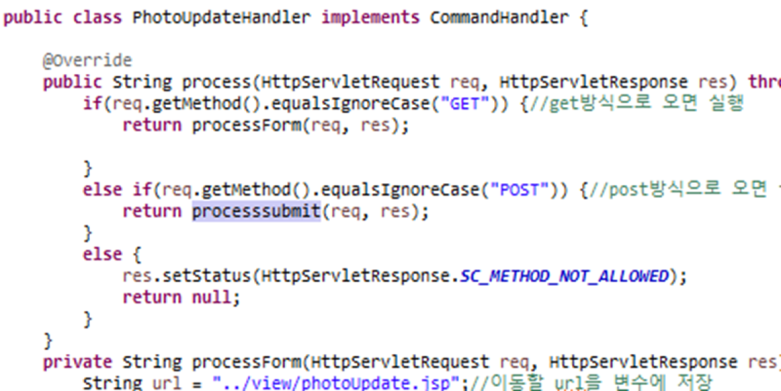 public class PhotoUpdateHandler implements CommandHandler {
@Override
public String process(HttpServletRequest req, HttpServletResponse res) thr
if(req.getMethod().equalsIgnoreCase("GET")) {//get방식으로 오면 실행
return processForm(req, res);
}
else if(req.getMethod().equalsIgnoreCase("POST")) {//post방식으로 오면
return processsubmit(req, res);
}
else {
res.setStatus(HttpServletResponse.SC_METHOD_NOT_ALLOWED);
return null;
}
}
private String processForm(HttpServletRequest req, HttpServletResponse res)
String url = "../view/photoUpdate.jsp";//이동할 url을 변수에 저장